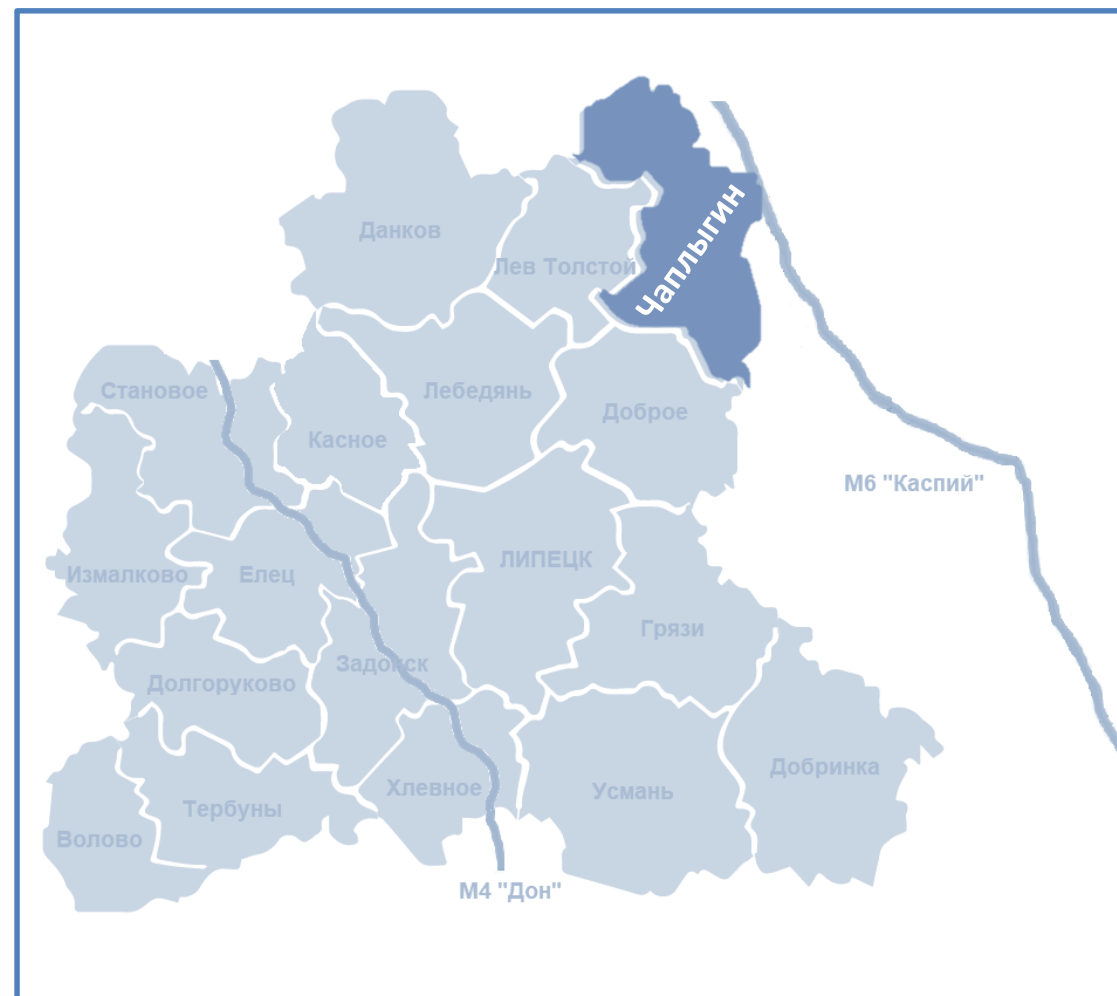 Чаплыгин
Данков
Лев Толстой
Становое
Лебедянь
Доброе
Касное
М6 "Каспий"
Измалково
Елец
ЛИПЕЦК
Грязи
Задокск
Долгоруково
Добринка
Хлевное
Усмань
Тербуны
Волово
М4 "Дон"